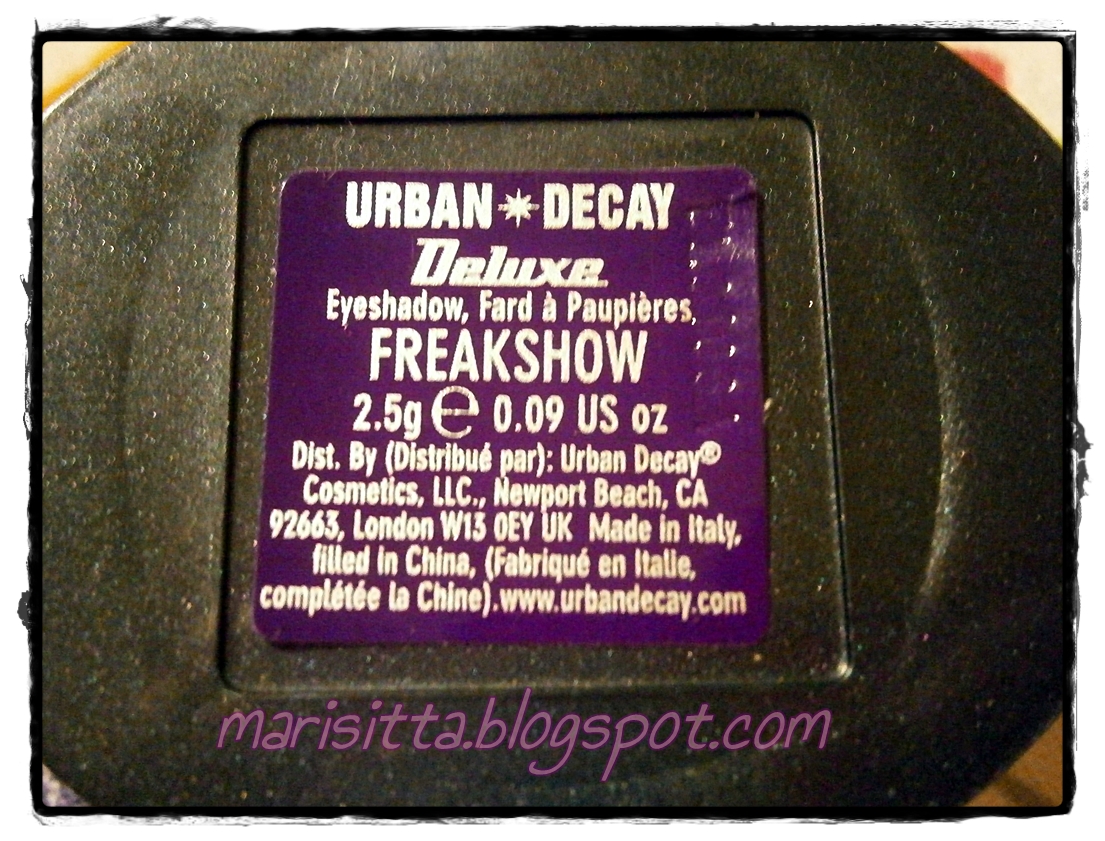 URBAN DECAY
Deluxe
Eyeshadow, Fard à Paupières,
FREAKSHOW
2.5g ℮ 0.09 US oz
Dist. By (Distribué par): Urban Decay®
Cosmetics, LLC., Newport Beach, CA
92663, London W13 0EY UK Made in Italy,
filled in China, (Fabriqué en Italie,
complétée la Chine).www.urbandecay.com
marisitta.blogspot.com